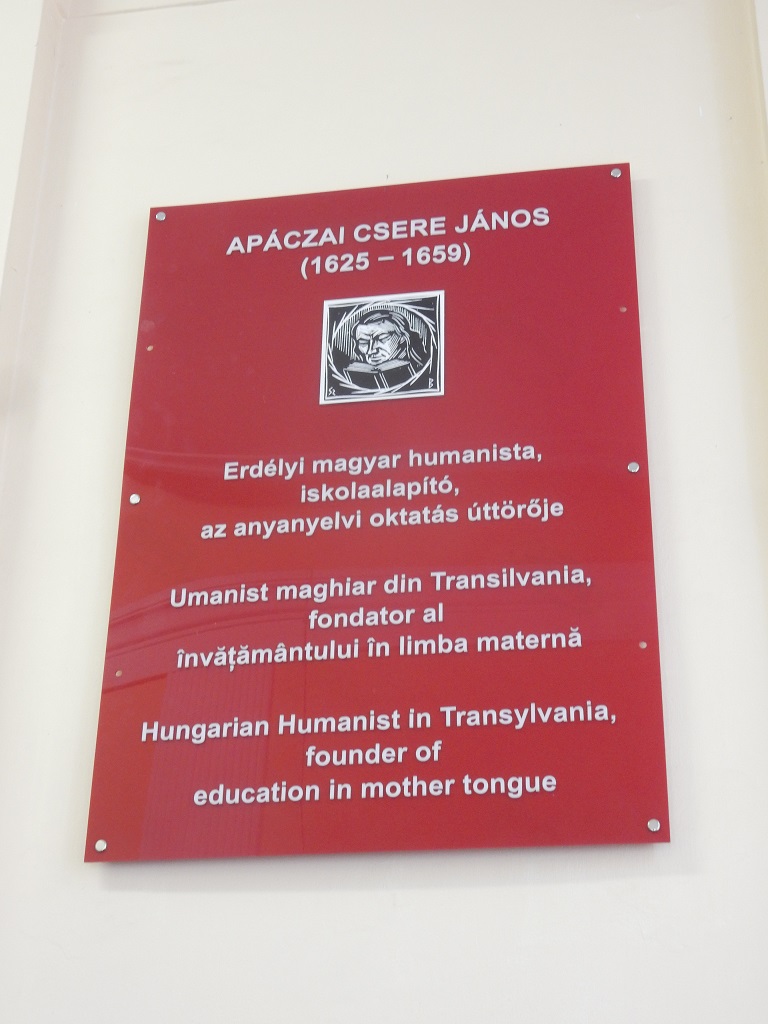 APÁCZAI CSERE JÁNOS
(1625 – 1659)
Erdélyi magyar humanista,
iskolaalapító,
az anyanyelvi oktatás úttörője
Umanist maghiar din Transilvania,
fondator al
învățământului în limba maternă
Hungarian Humanist in Transylvania,
founder of
education in mother tongue